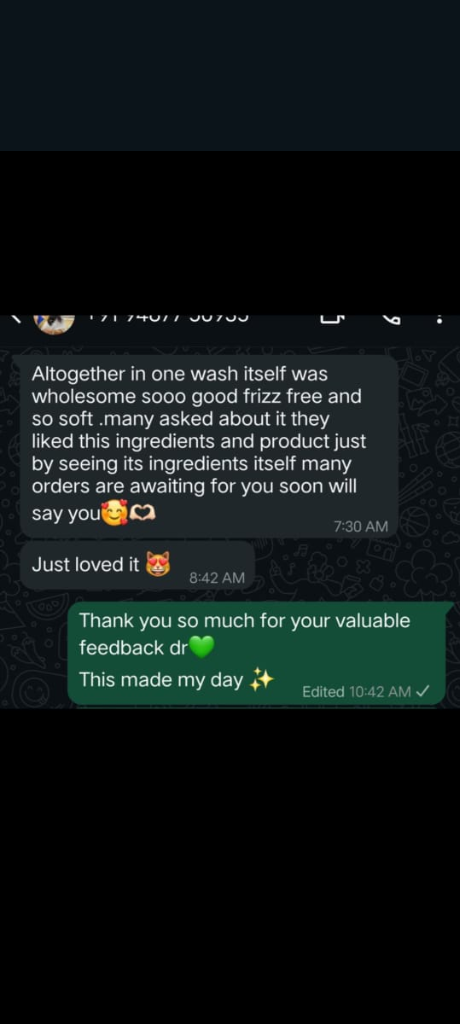 Altogether in one wash itself was
wholesome sooo good frizz free and
so soft .many asked about it they
liked this ingredients and product just
by seeing its ingredients itself many
orders are awaiting for you soon will
say you🥰🫶🏻
7:30 AM
Just loved it 😻
8:42 AM
Thank you so much for your valuable
feedback dr💚
This made my day ✨
Edited 10:42 AM